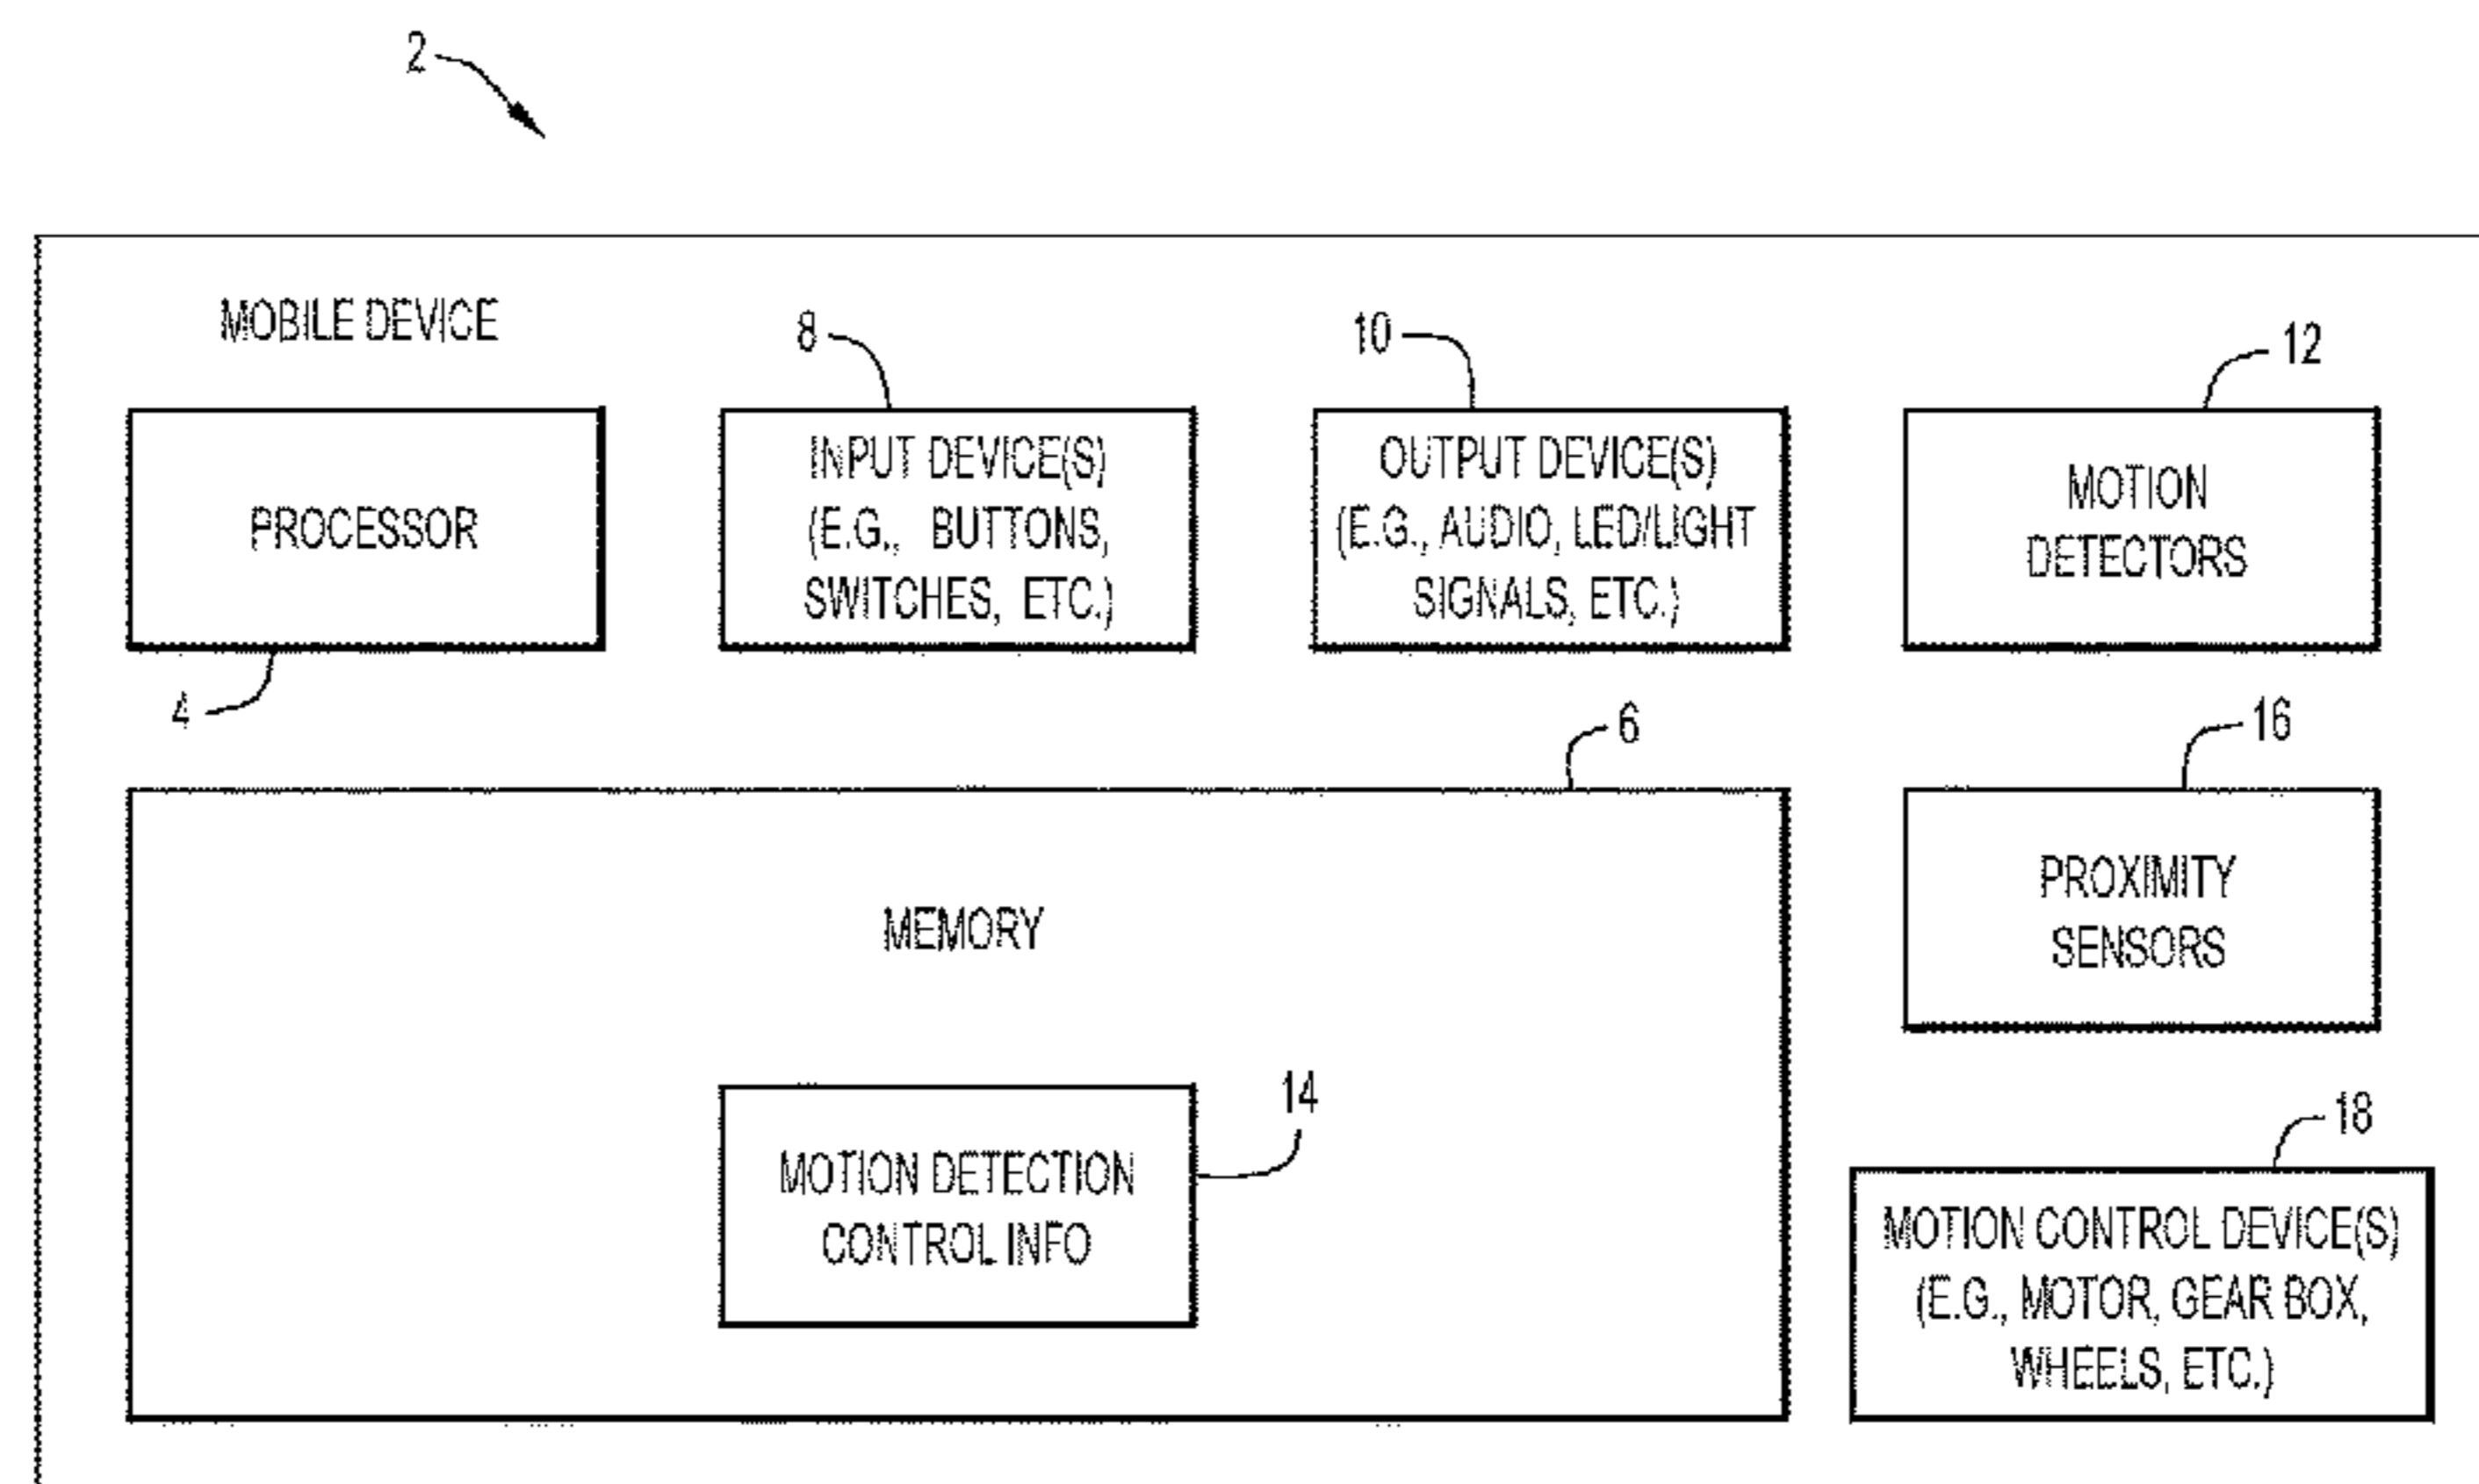 2
MOBILE DEVICE
8
10
12
PROCESSOR
INPUT DEVICE(S)
(E.G., BUTTONS,
SWITCHES, ETC.)
OUTPUT DEVICE(S)
(E.G., AUDIO, LED/LIGHT
SIGNALS, ETC.)
MOTION
DETECTORS
4
6
16
MEMORY
PROXIMITY
SENSORS
14
MOTION DETECTION
CONTROL INFO
18
MOTION CONTROL DEVICE(S)
(E.G., MOTOR, GEAR BOX,
WHEELS, ETC.)